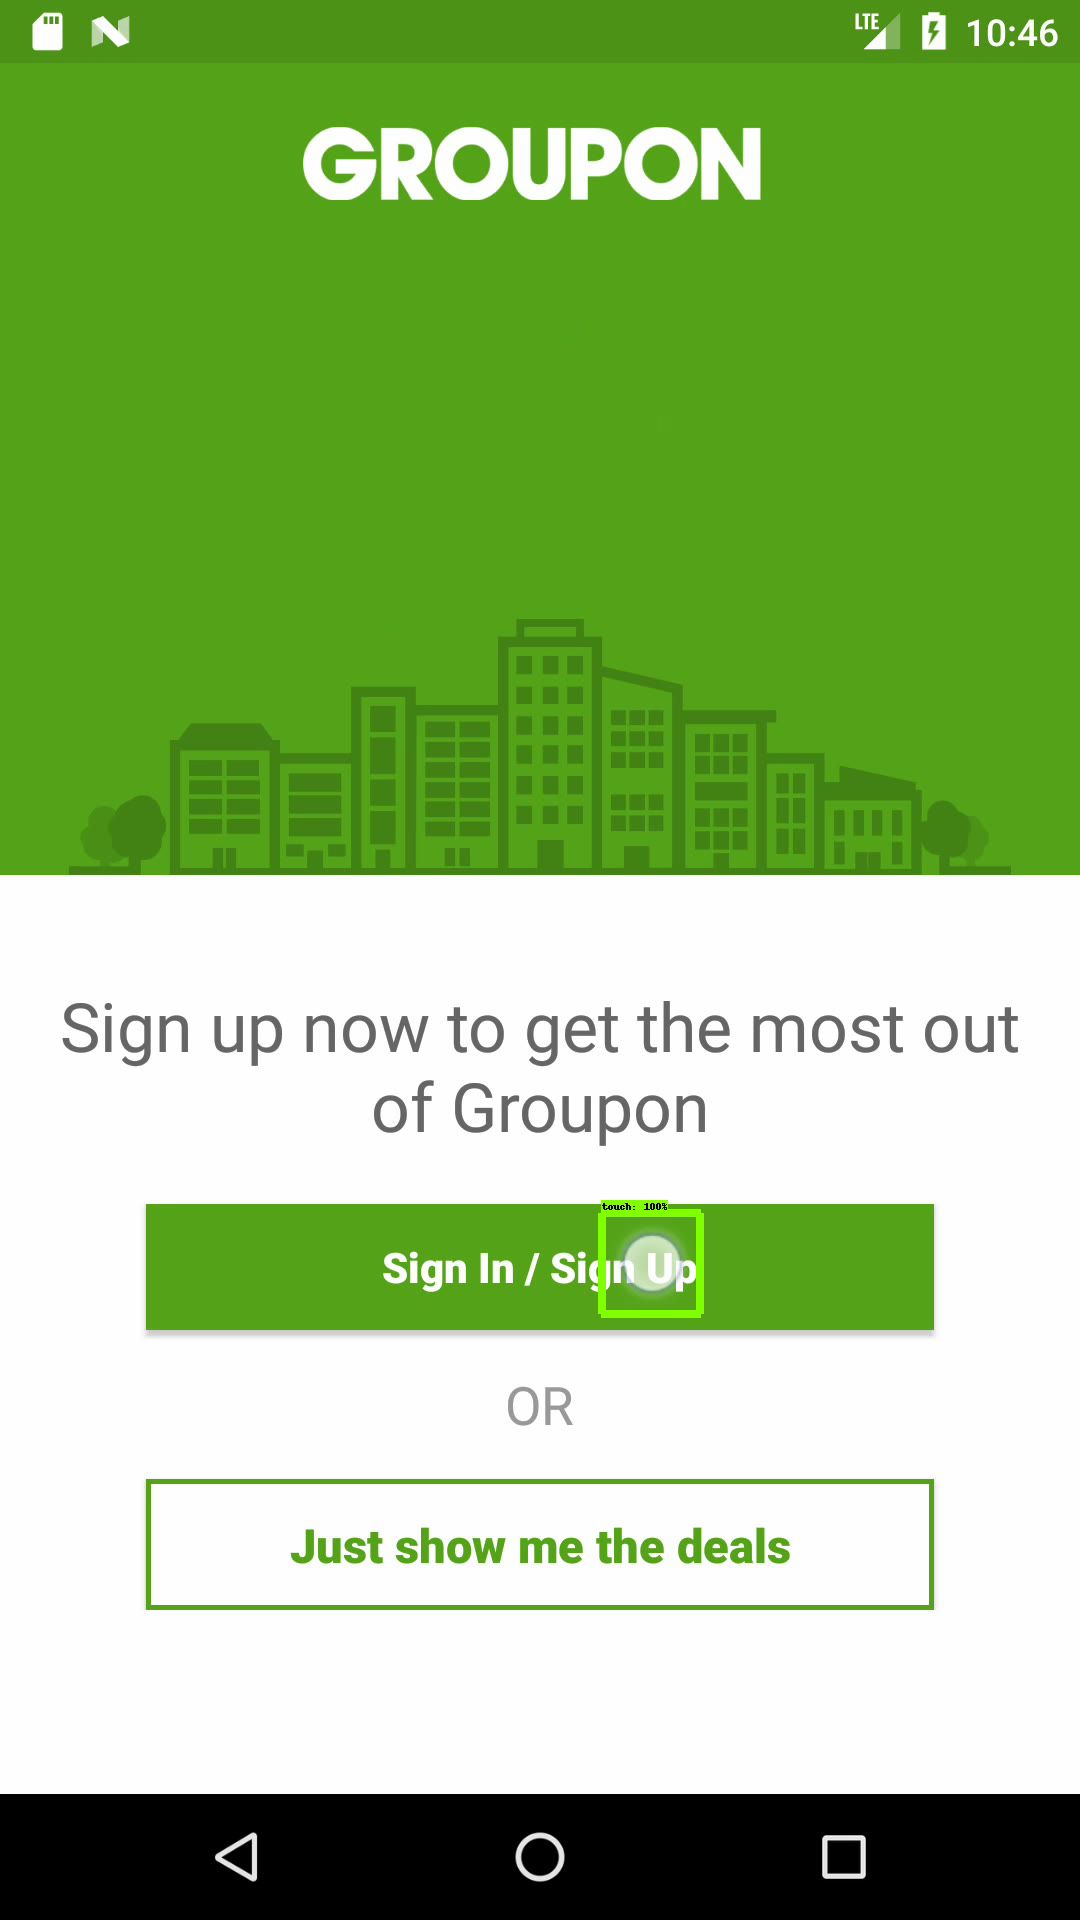 LTE 10:46
GROUPON
Sign up now to get the most out
of Groupon
touch: 100%
Sign In / Sign Up
OR
Just show me the deals